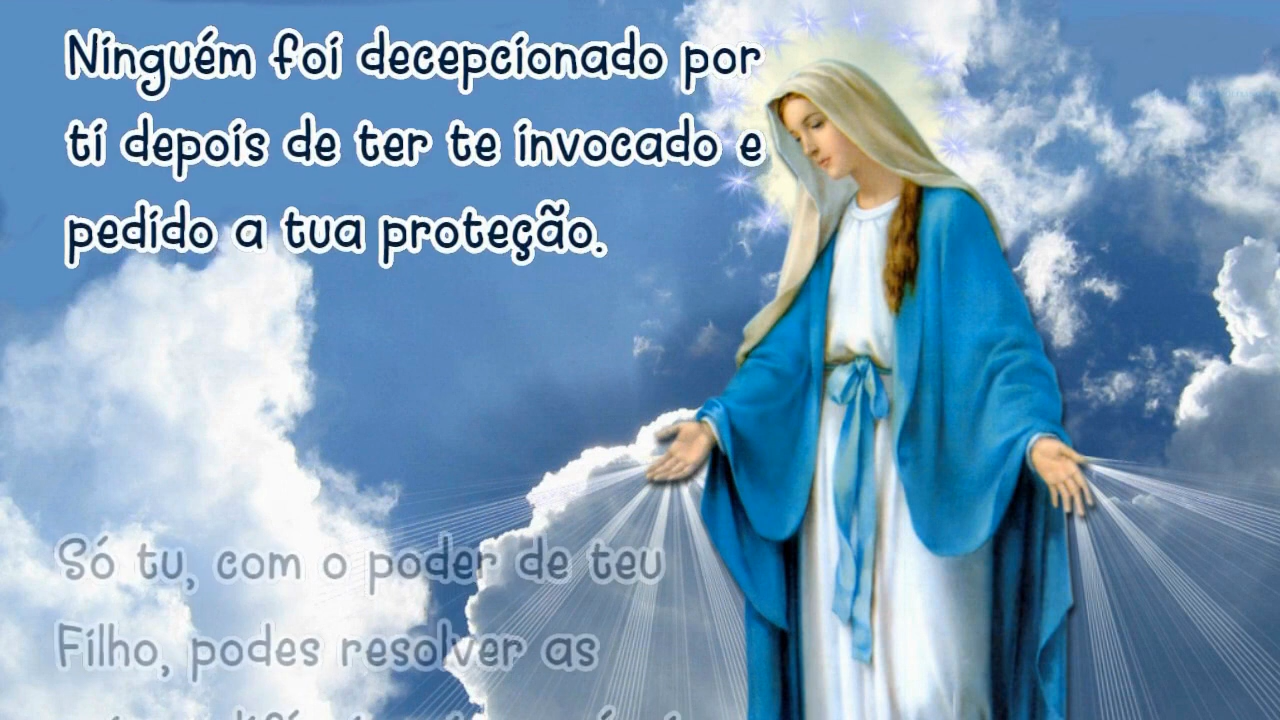 Ninguém foi decepcionado por
ti depois de ter te invocado e
pedido a tua proteção.
Só tu, com o poder de teu
Filho, podes resolver as